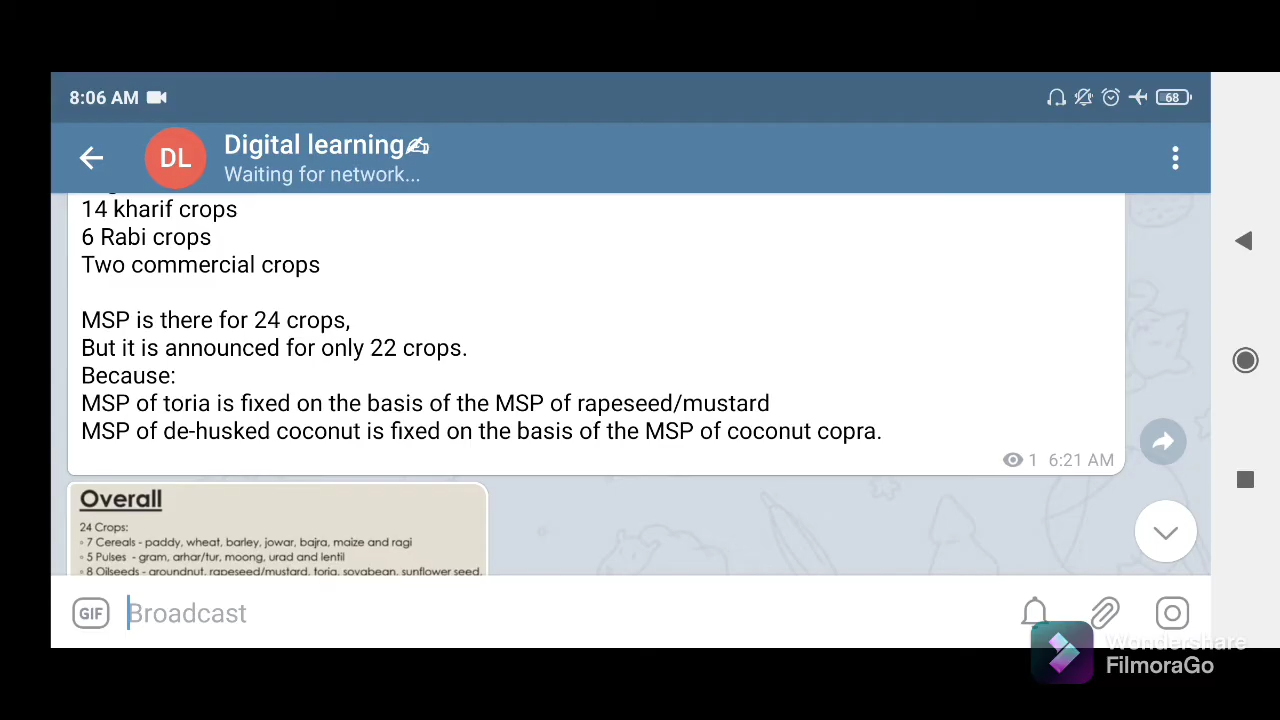 8:06 AM
68
DL
Digital learning✍
Waiting for network...
14 kharif crops
6 Rabi crops
Two commercial crops
MSP is there for 24 crops,
But it is announced for only 22 crops.
Because:
MSP of toria is fixed on the basis of the MSP of rapeseed/mustard
MSP of de-husked coconut is fixed on the basis of the MSP of coconut copra.
1 6:21 AM
Overall
24 Crops:
◦ 7 Cereals - paddy, wheat, barley, jowar, bajra, maize and ragi
◦ 5 Pulses - gram, arhar/tur, moong, urad and lentil
◦ 8 Oilseeds - groundnut, rapeseed/mustard, toria, soyabean, sunflower seed,
GIF
Broadcast
Wondershare
FilmoraGo